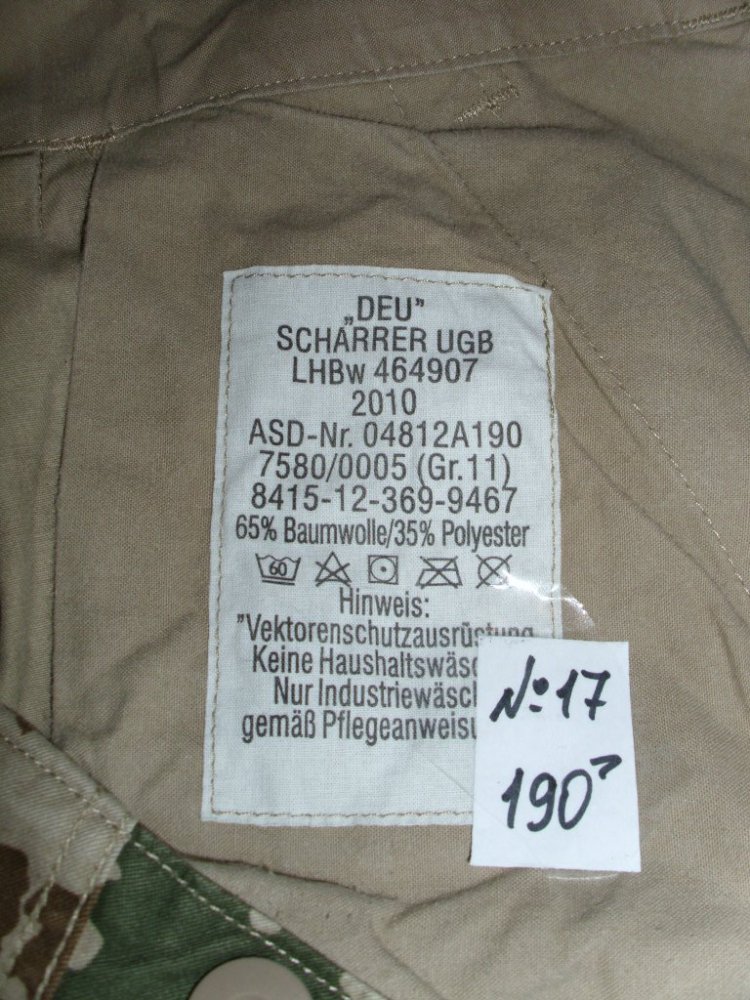 „DEU”
SCHÄRRER UGB
LHBw 464907
2010
ASD-Nr. 04812A190
7580/0005 (Gr.11)
8415-12-369-9467
65% Baumwolle/35% Polyester
60
Hinweis:
"Vektorenschutzausrüstung
Keine Haushaltswäsc
Nur Industriewäsch
gemäß Pflegeanweisu
№17
190